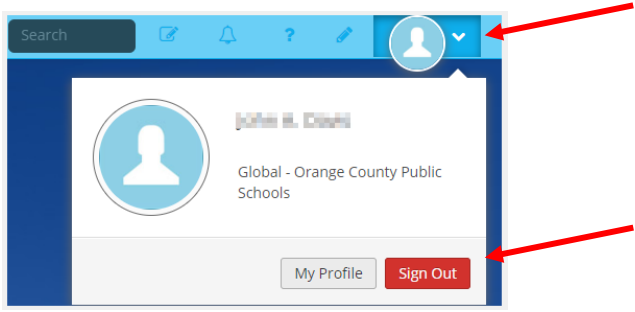 Search
?
Global - Orange County Public
Schools
My Profile
Sign Out